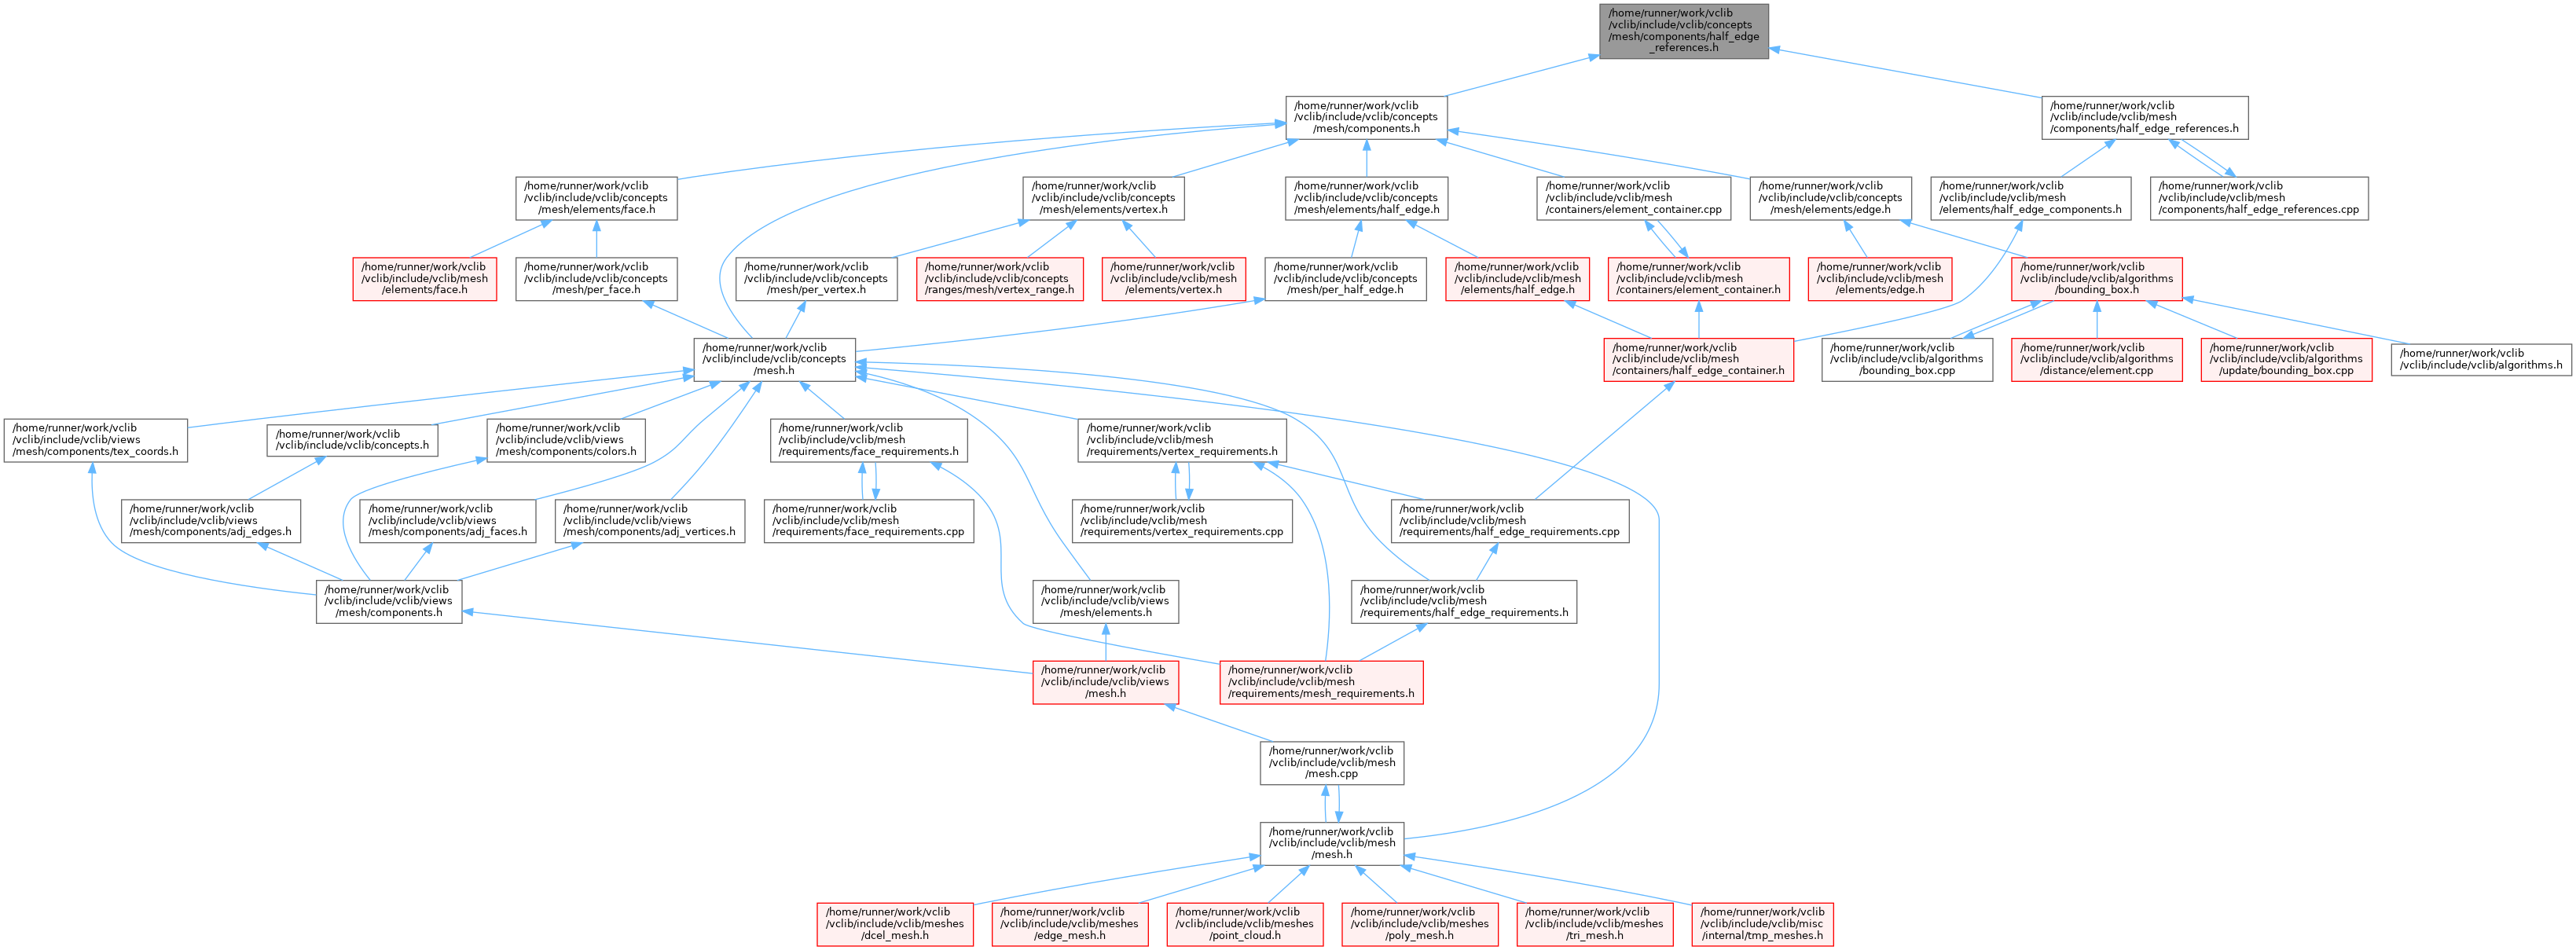 /home/runner/work/vclib
/vclib/include/vclib/concepts
/mesh/components/half_edge
_references.h
/home/runner/work/vclib
/vclib/include/vclib/concepts
/mesh/components.h
/home/runner/work/vclib
/vclib/include/vclib/mesh
/components/half_edge_references.h
/home/runner/work/vclib
/vclib/include/vclib/concepts
/mesh/elements/face.h
/home/runner/work/vclib
/vclib/include/vclib/concepts
/mesh/elements/vertex.h
/home/runner/work/vclib
/vclib/include/vclib/concepts
/mesh/elements/half_edge.h
/home/runner/work/vclib
/vclib/include/vclib/mesh
/containers/element_container.cpp
/home/runner/work/vclib
/vclib/include/vclib/concepts
/mesh/elements/edge.h
/home/runner/work/vclib
/vclib/include/vclib/mesh
/elements/half_edge_components.h
/home/runner/work/vclib
/vclib/include/vclib/mesh
/components/half_edge_references.cpp
/home/runner/work/vclib
/vclib/include/vclib/mesh
/elements/face.h
/home/runner/work/vclib
/vclib/include/vclib/concepts
/mesh/per_face.h
/home/runner/work/vclib
/vclib/include/vclib/concepts
/mesh/per_vertex.h
/home/runner/work/vclib
/vclib/include/vclib/concepts
/ranges/mesh/vertex_range.h
/home/runner/work/vclib
/vclib/include/vclib/mesh
/elements/vertex.h
/home/runner/work/vclib
/vclib/include/vclib/concepts
/mesh/per_half_edge.h
/home/runner/work/vclib
/vclib/include/vclib/mesh
/elements/half_edge.h
/home/runner/work/vclib
/vclib/include/vclib/mesh
/containers/element_container.h
/home/runner/work/vclib
/vclib/include/vclib/mesh
/elements/edge.h
/home/runner/work/vclib
/vclib/include/vclib/algorithms
/bounding_box.h
/home/runner/work/vclib
/vclib/include/vclib/concepts
/mesh.h
/home/runner/work/vclib
/vclib/include/vclib/mesh
/containers/half_edge_container.h
/home/runner/work/vclib
/vclib/include/vclib/algorithms
/bounding_box.cpp
/home/runner/work/vclib
/vclib/include/vclib/algorithms
/distance/element.cpp
/home/runner/work/vclib
/vclib/include/vclib/algorithms
/update/bounding_box.cpp
/home/runner/work/vclib
/vclib/include/vclib/algorithms.h
/home/runner/work/vclib
/vclib/include/vclib/views
/mesh/components/tex_coords.h
/home/runner/work/vclib
/vclib/include/vclib/concepts.h
/home/runner/work/vclib
/vclib/include/vclib/views
/mesh/components/colors.h
/home/runner/work/vclib
/vclib/include/vclib/mesh
/requirements/face_requirements.h
/home/runner/work/vclib
/vclib/include/vclib/mesh
/requirements/vertex_requirements.h
/home/runner/work/vclib
/vclib/include/vclib/views
/mesh/components/adj_edges.h
/home/runner/work/vclib
/vclib/include/vclib/views
/mesh/components/adj_faces.h
/home/runner/work/vclib
/vclib/include/vclib/views
/mesh/components/adj_vertices.h
/home/runner/work/vclib
/vclib/include/vclib/mesh
/requirements/face_requirements.cpp
/home/runner/work/vclib
/vclib/include/vclib/mesh
/requirements/vertex_requirements.cpp
/home/runner/work/vclib
/vclib/include/vclib/mesh
/requirements/half_edge_requirements.cpp
/home/runner/work/vclib
/vclib/include/vclib/views
/mesh/components.h
/home/runner/work/vclib
/vclib/include/vclib/views
/mesh/elements.h
/home/runner/work/vclib
/vclib/include/vclib/mesh
/requirements/half_edge_requirements.h
/home/runner/work/vclib
/vclib/include/vclib/views
/mesh.h
/home/runner/work/vclib
/vclib/include/vclib/mesh
/requirements/mesh_requirements.h
/home/runner/work/vclib
/vclib/include/vclib/mesh
/mesh.cpp
/home/runner/work/vclib
/vclib/include/vclib/mesh
/mesh.h
/home/runner/work/vclib
/vclib/include/vclib/meshes
/dcel_mesh.h
/home/runner/work/vclib
/vclib/include/vclib/meshes
/edge_mesh.h
/home/runner/work/vclib
/vclib/include/vclib/meshes
/point_cloud.h
/home/runner/work/vclib
/vclib/include/vclib/meshes
/poly_mesh.h
/home/runner/work/vclib
/vclib/include/vclib/meshes
/tri_mesh.h
/home/runner/work/vclib
/vclib/include/vclib/misc
/internal/tmp_meshes.h